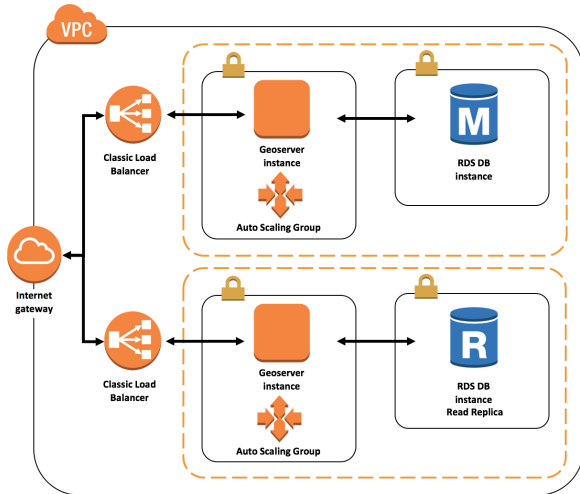 VPC
Classic Load
Balancer
Geoserver
instance
Auto Scaling Group
M
RDS DB
instance
Internet
gateway
Classic Load
Balancer
Geoserver
instance
Auto Scaling Group
R
RDS DB
instance
Read Replica